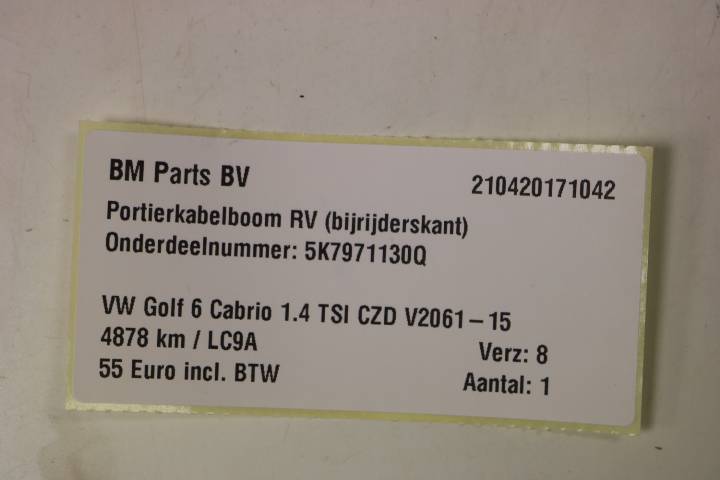 BM Parts BV 210420171042
Portierkabelboom RV (bijrijderskant)
Onderdeelnummer: 5K7971130Q
VW Golf 6 Cabrio 1.4 TSI CZD V2061-15
4878 km / LC9A Verz: 8
55 Euro incl. BTW Aantal: 1